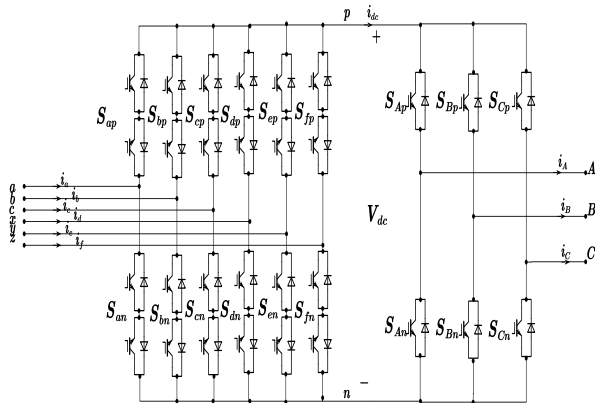 p i_dc
+
S_ap S_bp S_cp S_dp S_ep S_fp S_Ap S_Bp S_Cp
i_A A
a i_a
b i_b
c i_c
x i_d
y i_e
z i_f
V_dc
i_B B
i_C C
S_an S_bn S_cn S_dn S_en S_fn S_An S_Bn S_Cn
n −